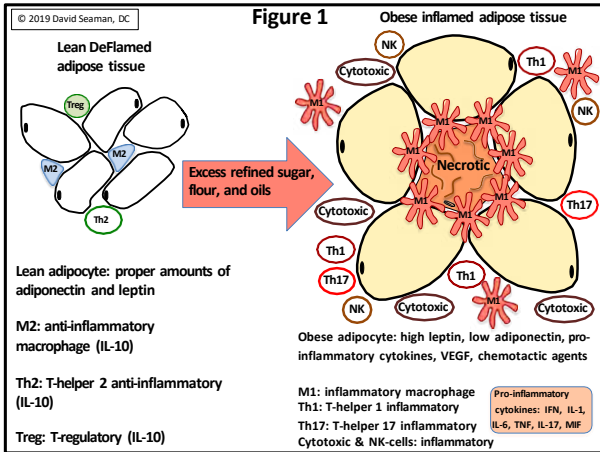 © 2019 David Seaman, DC
Figure 1
Lean DeFlamed
adipose tissue
Treg
M2
M2
Th2
Excess refined sugar,
flour, and oils
Obese inflamed adipose tissue
NK
Cytotoxic
Th1
M1
NK
M1
M1
M1
M1
M1
M1
Necrotic
M1
M1
M1
Cytotoxic
Th17
Th1
Th17
Th1
NK
Cytotoxic
M1
Cytotoxic
Lean adipocyte: proper amounts of
adiponectin and leptin
M2: anti-inflammatory
macrophage (IL-10)
Th2: T-helper 2 anti-inflammatory
(IL-10)
Treg: T-regulatory (IL-10)
Obese adipocyte: high leptin, low adiponectin, pro-
inflammatory cytokines, VEGF, chemotactic agents
M1: inflammatory macrophage
Th1: T-helper 1 inflammatory
Th17: T-helper 17 inflammatory
Cytotoxic & NK-cells: inflammatory
Pro-inflammatory
cytokines: IFN, IL-1,
IL-6, TNF, IL-17, MIF